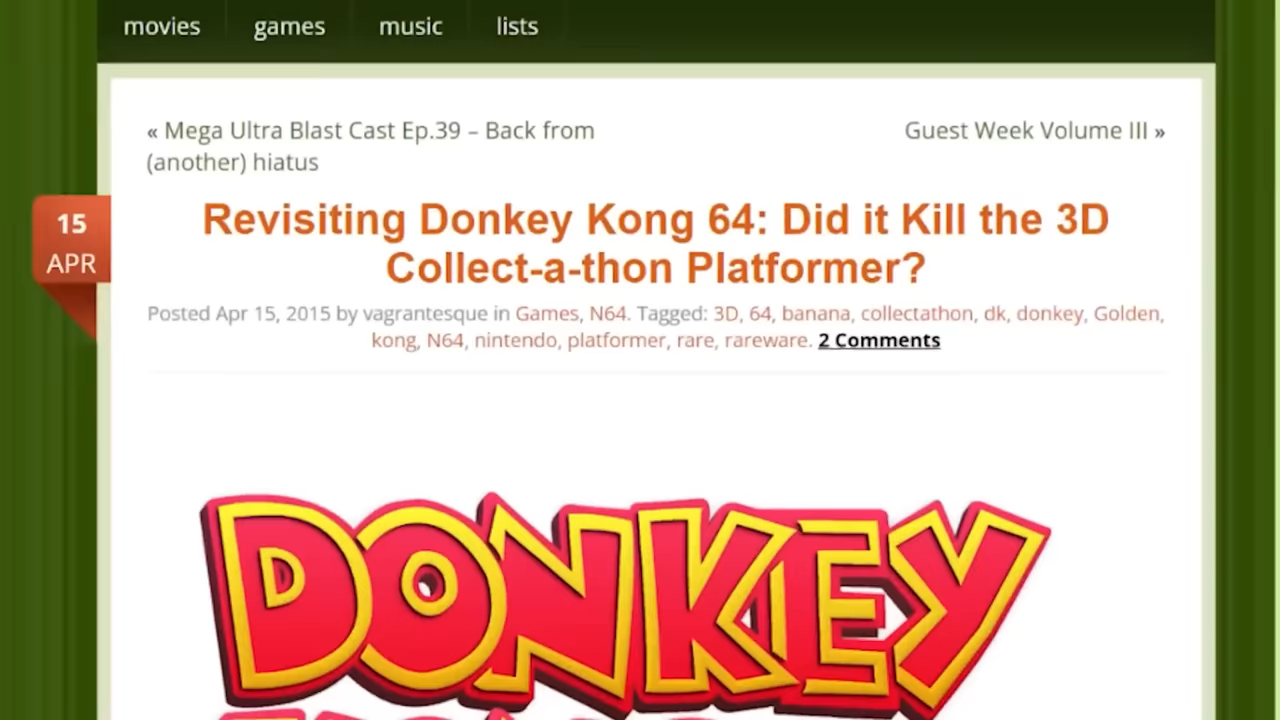 movies games music lists
« Mega Ultra Blast Cast Ep.39 – Back from
(another) hiatus
Guest Week Volume III »
15
APR
Revisiting Donkey Kong 64: Did it Kill the 3D
Collect-a-thon Platformer?
Posted Apr 15, 2015 by vagrantesque in Games, N64. Tagged: 3D, 64, banana, collectathon, dk, donkey, Golden,
kong, N64, nintendo, platformer, rare, rareware. 2 Comments
DONKEY